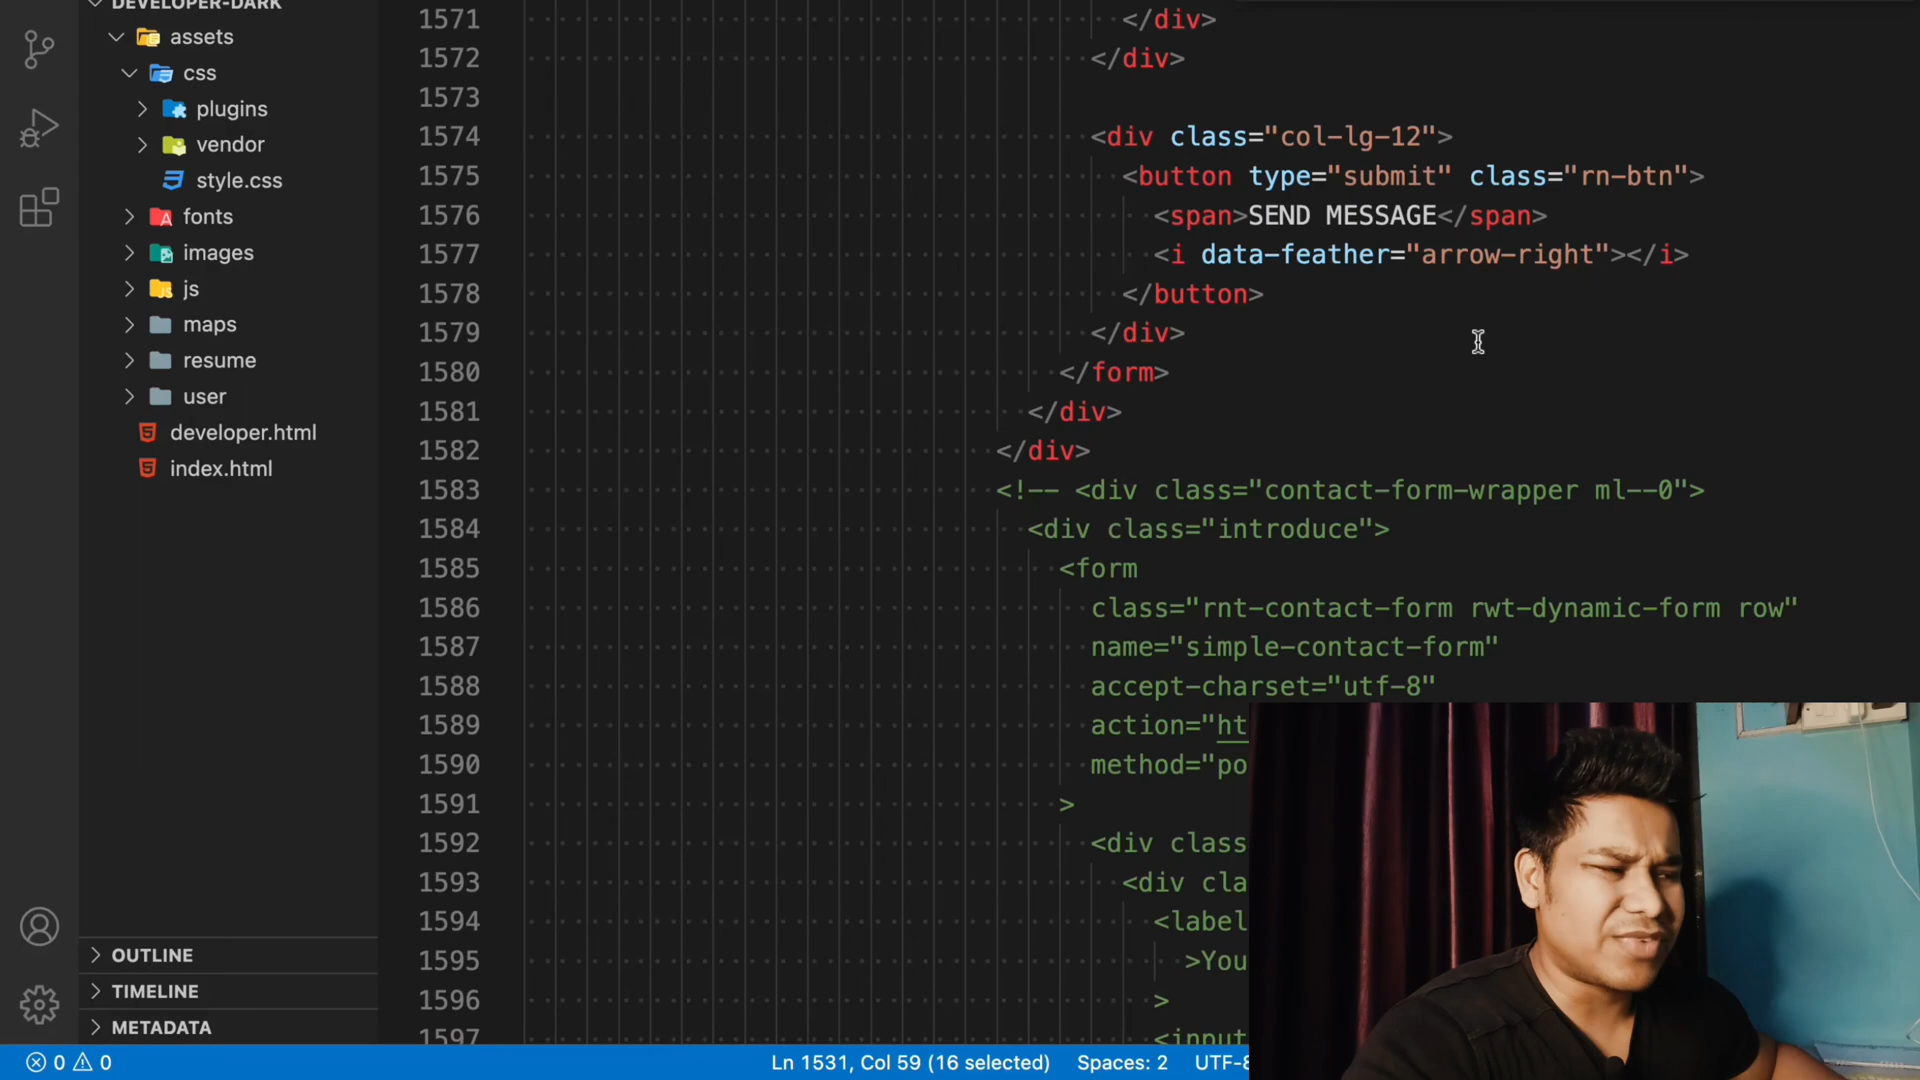 DEVELOPER-DARK
assets
css
plugins
vendor
style.css
fonts
images
js
maps
resume
user
developer.html
index.html
OUTLINE
TIMELINE
METADATA
1571 </div>
1572 </div>
1573
1574 <div class="col-lg-12">
1575 <button type="submit" class="rn-btn">
1576 <span>SEND MESSAGE</span>
1577 <i data-feather="arrow-right"></i>
1578 </button>
1579 </div>
1580 </form>
1581 </div>
1582 </div>
1583 <!-- <div class="contact-form-wrapper ml--0">
1584 <div class="introduce">
1585 <form
1586 class="rnt-contact-form rwt-dynamic-form row"
1587 name="simple-contact-form"
1588 accept-charset="utf-8"
1589 action="ht
1590 method="po
1591 >
1592 <div class
1593 <div cla
1594 <label
1595 >You
1596 >
1597 <input
0 0 Ln 1531, Col 59 (16 selected) Spaces: 2 UTF-8